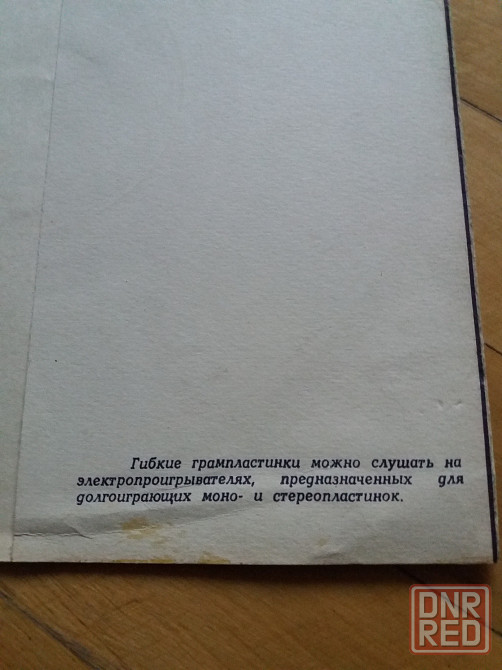 Гибкие грампластинки можно слушать на
электропроигрывателях, предназначенных для
долгоиграющих моно- и стереопластинок.
DNR
RED